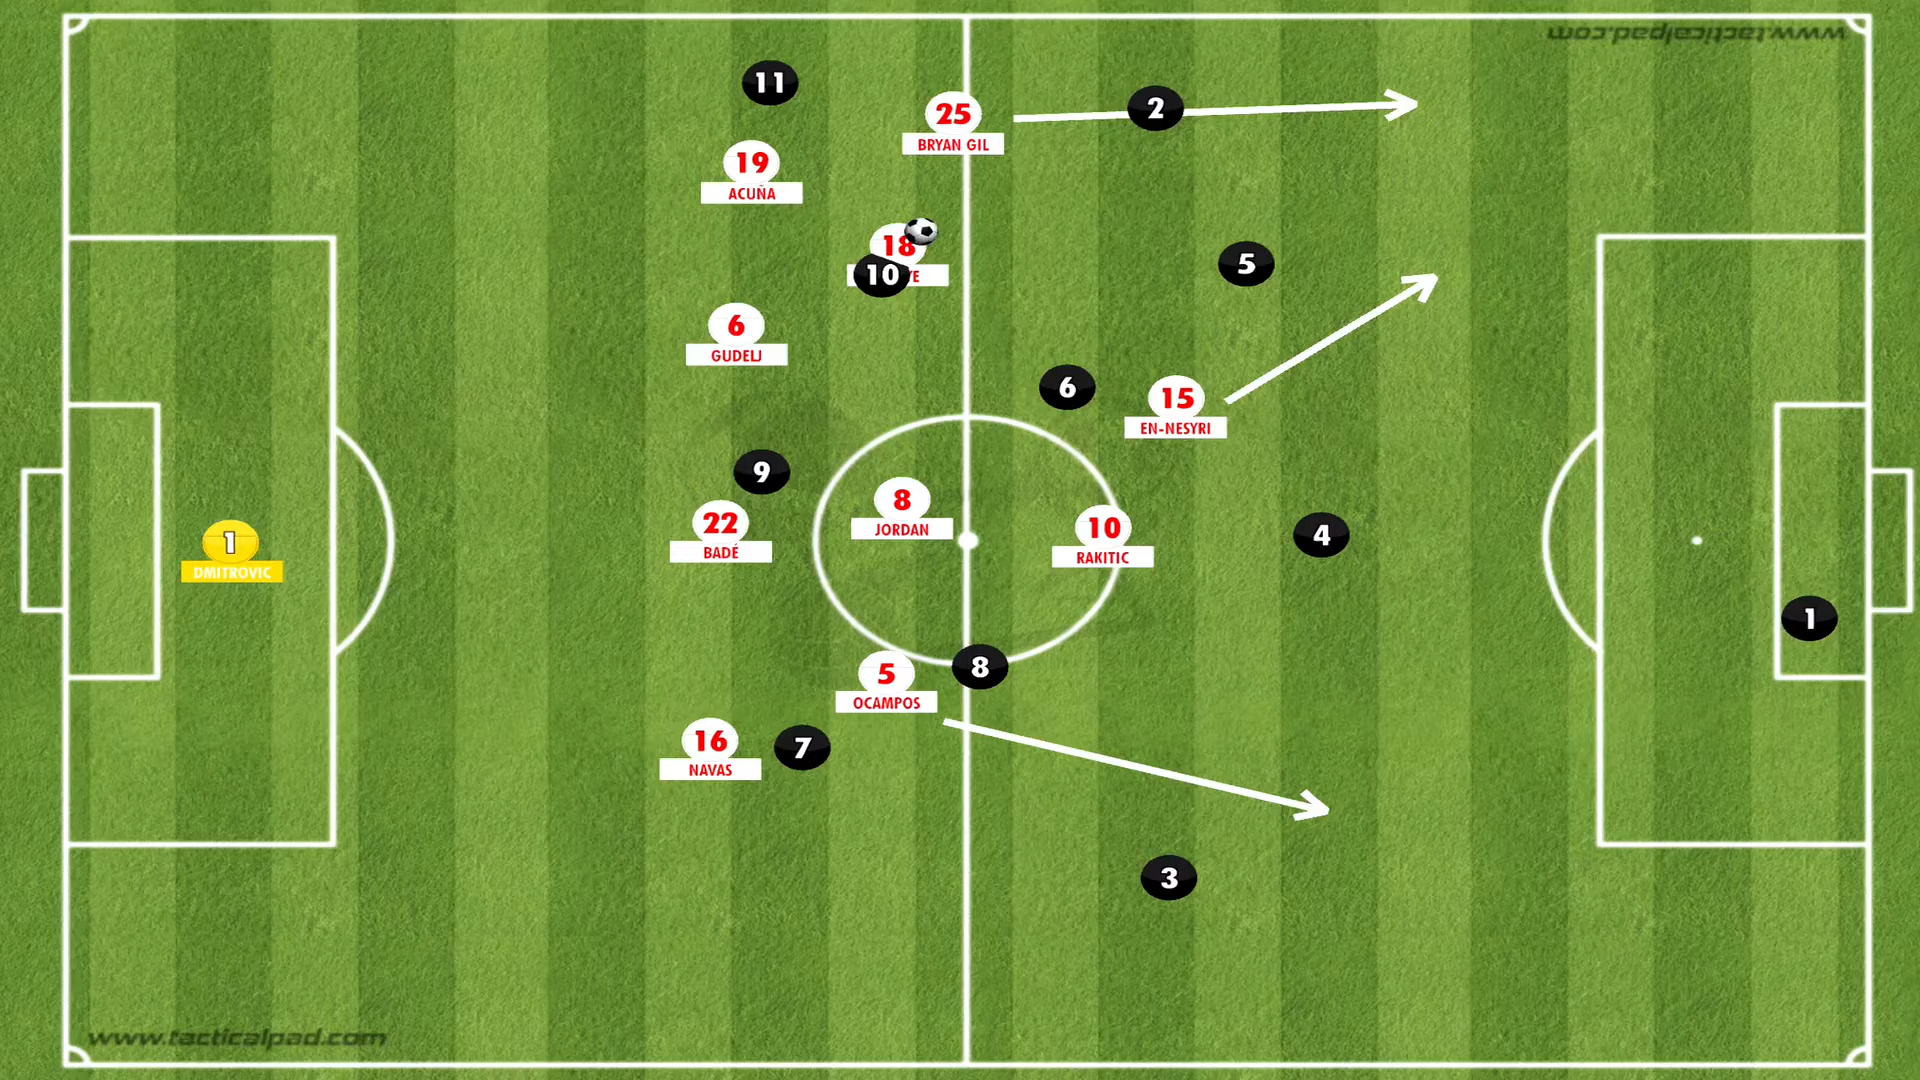 www.tacticalpad.com
11
2
25
BRYAN GIL
19
ACUÑA
18
10
5
6
GUDELJ
6
15
EN-NESYRI
9
22
BADÉ
8
JORDAN
10
RAKITIC
4
1
DMITROVIC
1
8
5
OCAMPOS
16
NAVAS
7
3
www.tacticalpad.com